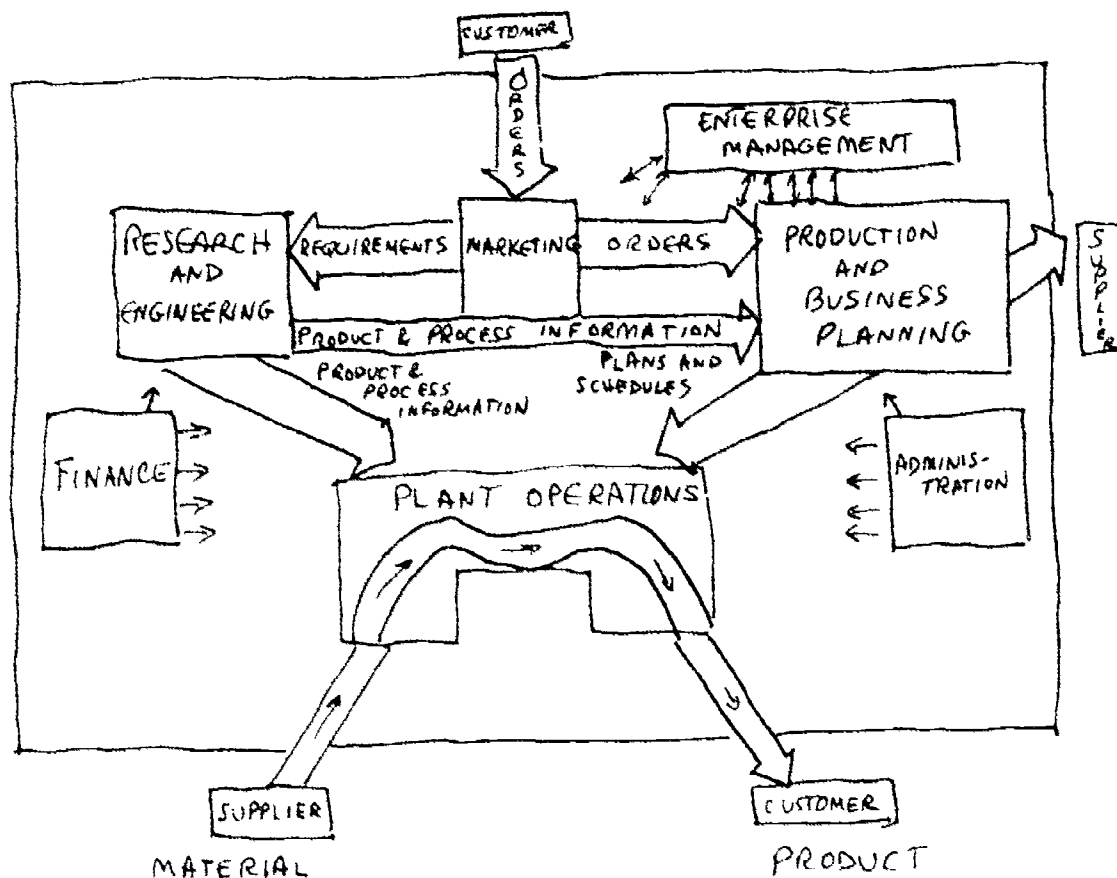 CUSTOMER
ORDERS
ENTERPRISE
MANAGEMENT
RESEARCH
AND
ENGINEERING
REQUIREMENTS
MARKETING
ORDERS
PRODUCTION
AND
BUSINESS
PLANNING
SUPPLIER
PRODUCT & PROCESS INFORMATION
PRODUCT &
PROCESS
INFORMATION
PLANS AND
SCHEDULES
FINANCE
PLANT OPERATIONS
ADMINIS-
TRATION
SUPPLIER
CUSTOMER
MATERIAL
PRODUCT